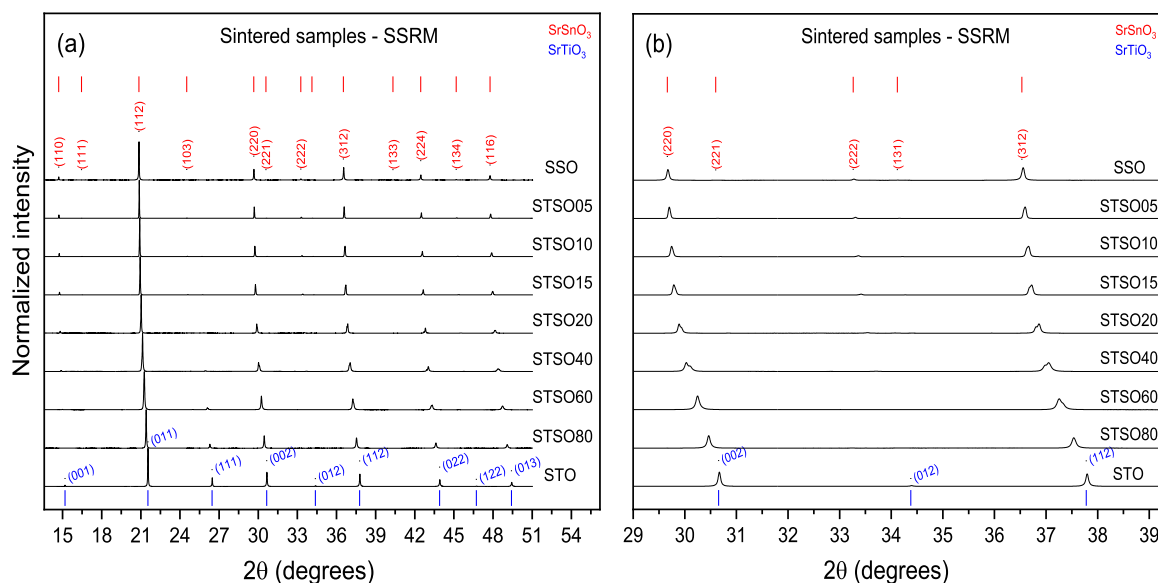 (a)
Sintered samples - SSRM
SrSnO3
SrTiO3
Normalized intensity
(110)
(111)
(112)
(103)
(220)
(221)
(222)
(312)
(133)
(224)
(134)
(116)
SSO
STSO05
STSO10
STSO15
STSO20
STSO40
STSO60
STSO80
STO
(001)
(011)
(111)
(002)
(012)
(112)
(022)
(122)
(013)
15 18 21 24 27 30 33 36 39 42 45 48 51 54
2θ (degrees)
(b)
Sintered samples - SSRM
SrSnO3
SrTiO3
(220)
(221)
(222)
(131)
(312)
SSO
STSO05
STSO10
STSO15
STSO20
STSO40
STSO60
STSO80
STO
(002)
(012)
(112)
29 30 31 32 33 34 35 36 37 38 39
2θ (degrees)